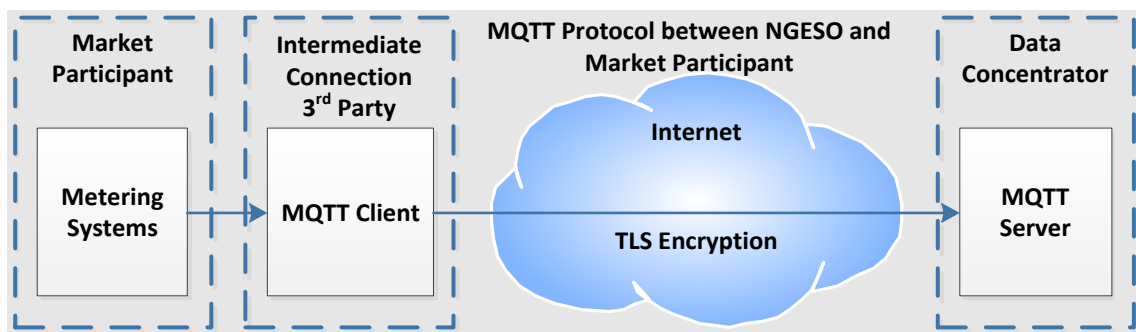 Market
Participant
Metering
Systems
Intermediate
Connection
3rd Party
MQTT Client
MQTT Protocol between NGESO and
Market Participant
Internet
TLS Encryption
Data
Concentrator
MQTT
Server